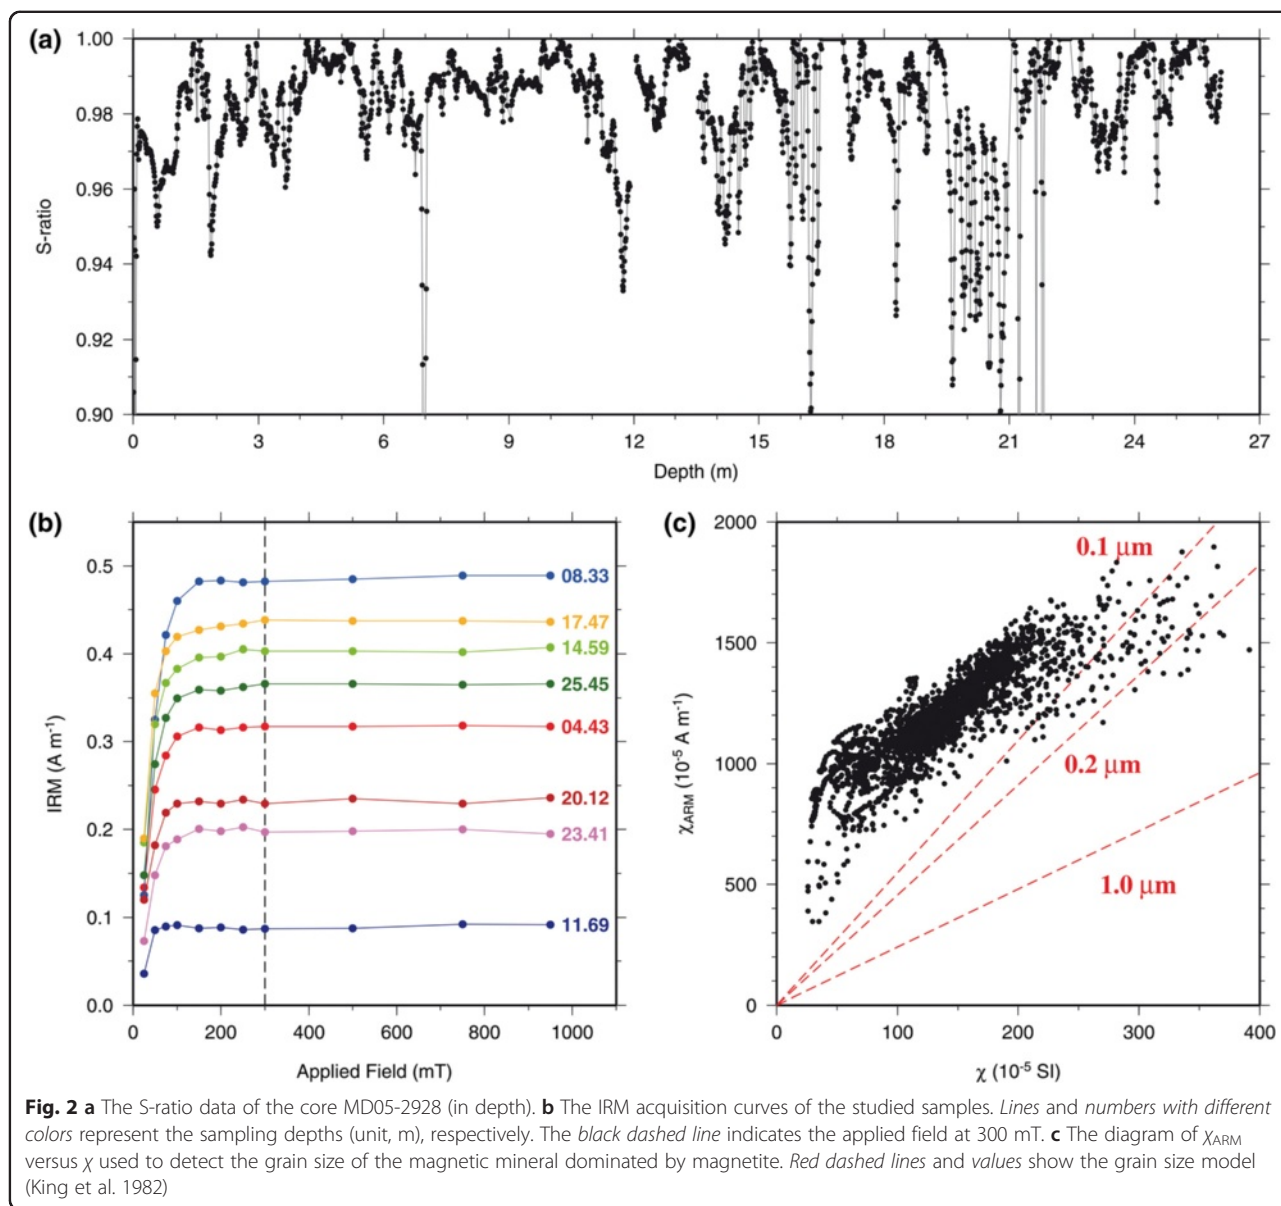 (a)
1.00
0.98
0.96
0.94
0.92
0.90
S-ratio
0 3 6 9 12 15 18 21 24 27
Depth (m)
(b)
0.5
0.4
0.3
0.2
0.1
0.0
IRM (A m⁻¹)
08.33
17.47
14.59
25.45
04.43
20.12
23.41
11.69
0 200 400 600 800 1000
Applied Field (mT)
(c)
2000
1500
1000
500
0
χARM (10⁻⁵ A m⁻¹)
0.1 μm
0.2 μm
1.0 μm
0 100 200 300 400
χ (10⁻⁵ SI)
Fig. 2 a The S-ratio data of the core MD05-2928 (in depth). b The IRM acquisition curves of the studied samples. Lines and numbers with different
colors represent the sampling depths (unit, m), respectively. The black dashed line indicates the applied field at 300 mT. c The diagram of χARM
versus χ used to detect the grain size of the magnetic mineral dominated by magnetite. Red dashed lines and values show the grain size model
(King et al. 1982)